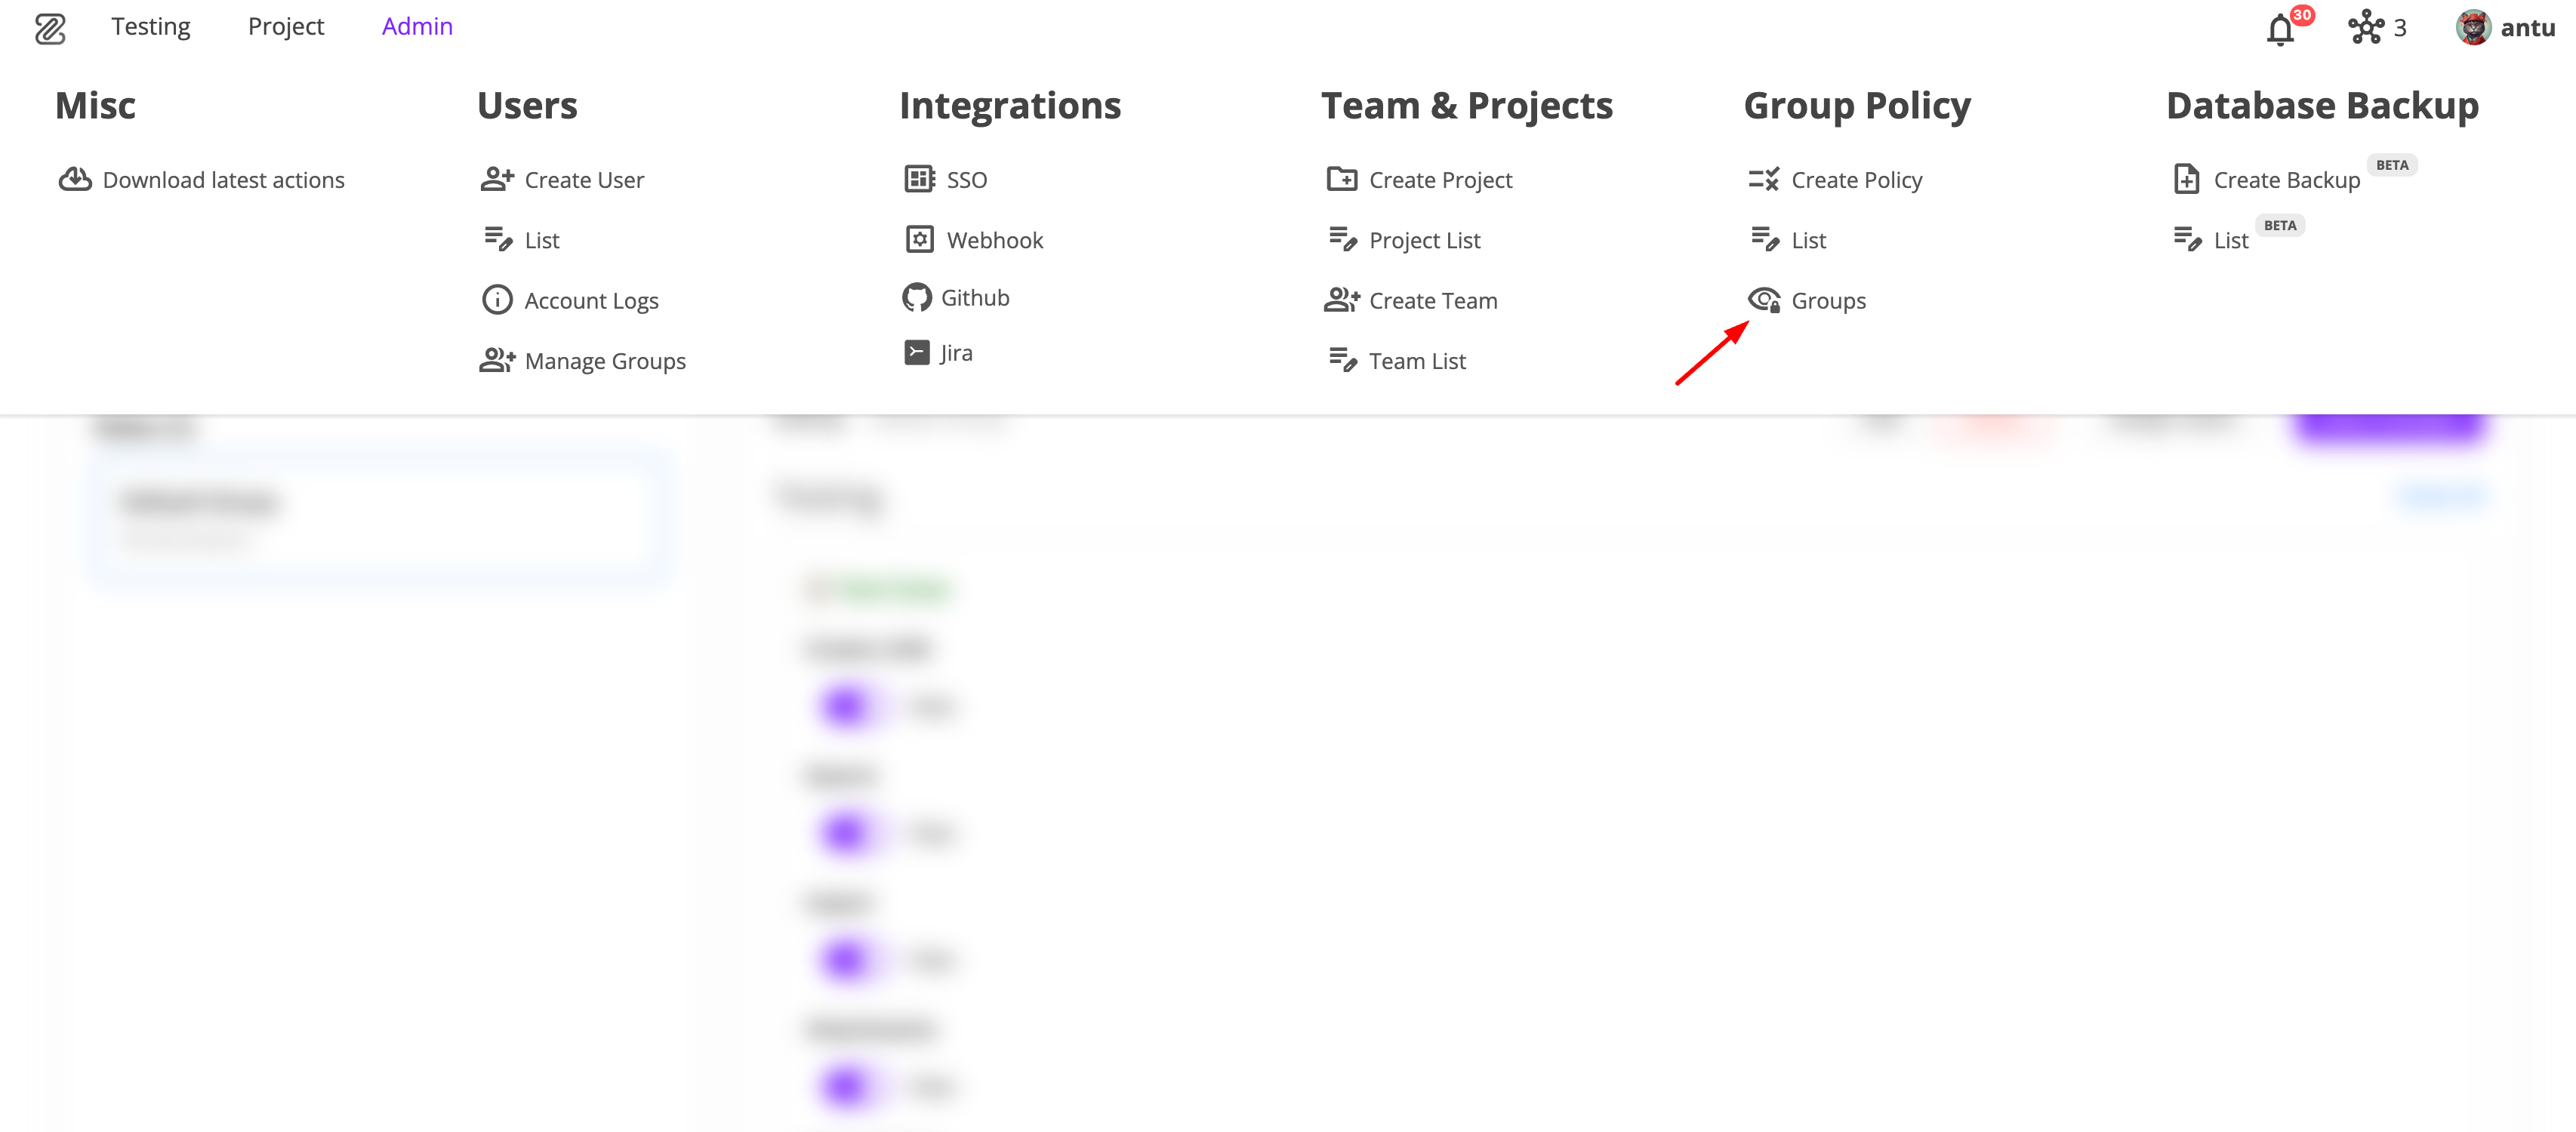 Testing
Project
Admin
30
3
antu
Misc
Download latest actions
Users
Create User
List
Account Logs
Manage Groups
Integrations
SSO
Webhook
Github
Jira
Team & Projects
Create Project
Project List
Create Team
Team List
Group Policy
Create Policy
List
Groups
Database Backup
Create Backup BETA
List BETA